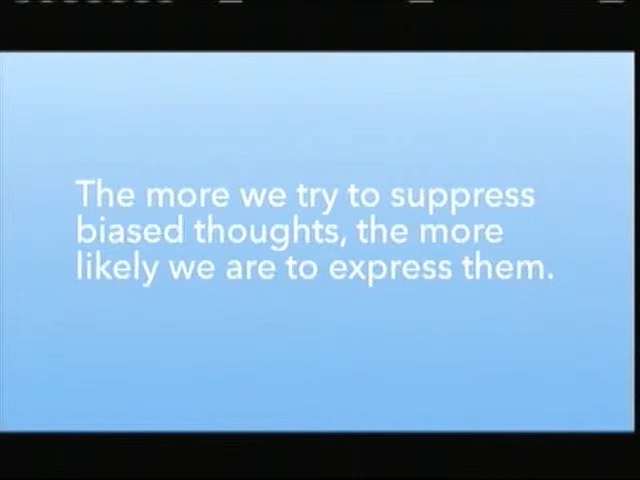 The more we try to suppress
biased thoughts, the more
likely we are to express them.